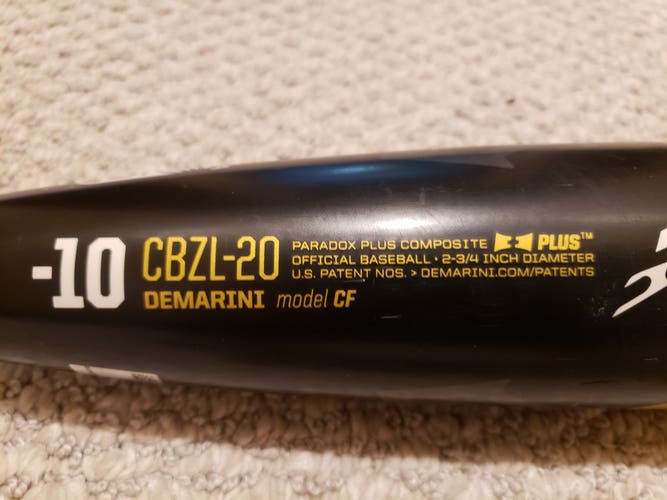 -10
CBZL-20
DEMARINI model CF
PARADOX PLUS COMPOSITE 3 PLUS™
OFFICIAL BASEBALL • 2-3/4 INCH DIAMETER
U.S. PATENT NOS. > DEMARINI.COM/PATENTS